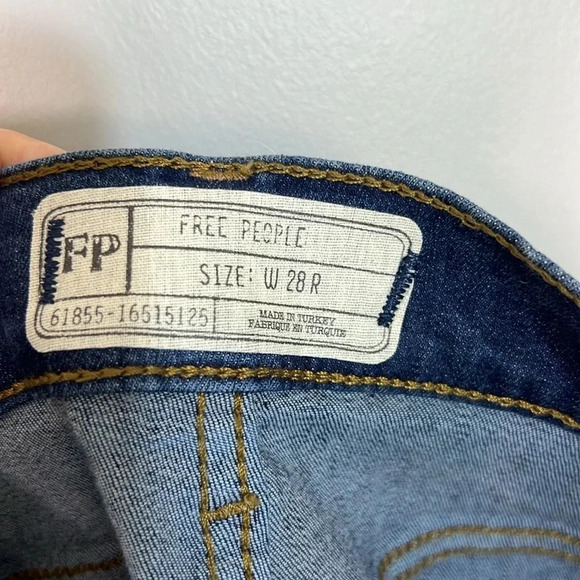 FP
FREE PEOPLE
SIZE: W 28 R
61855-16515125
MADE IN TURKEY
FABRIQUE EN TURQUIE